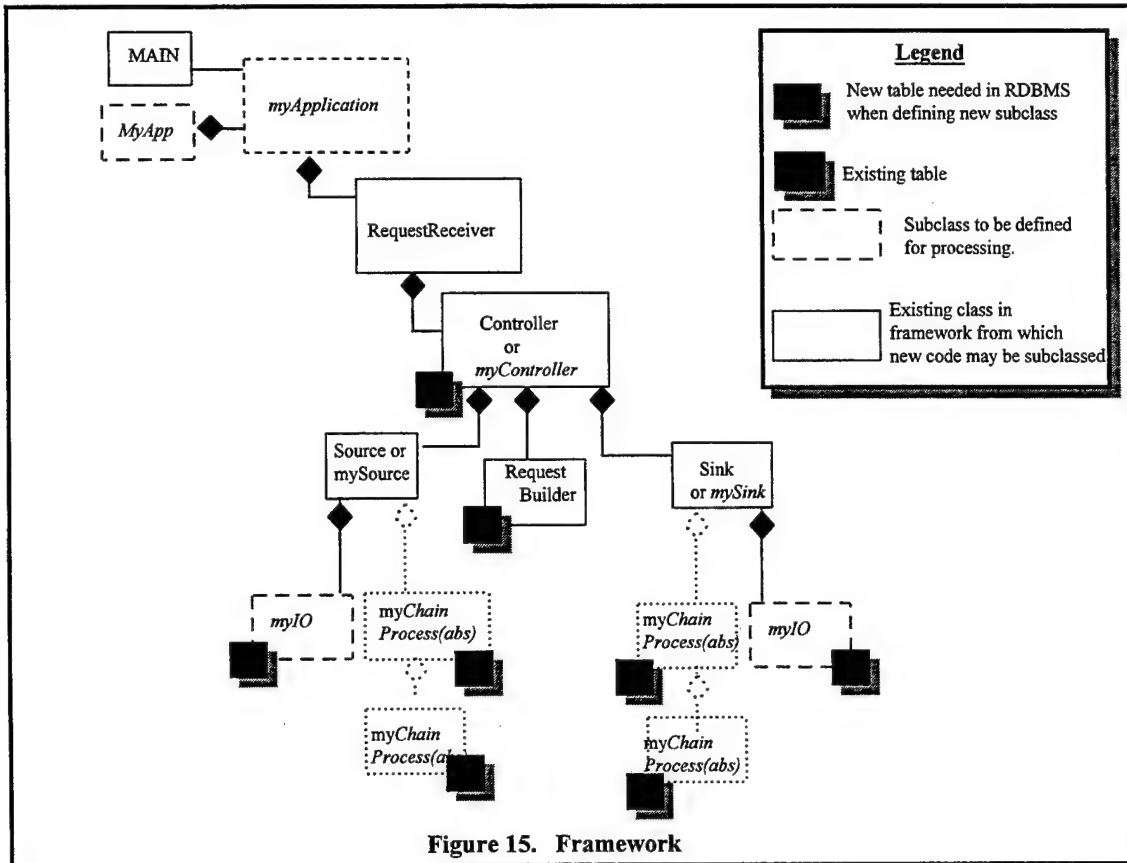 MAIN
myApplication
MyApp
RequestReceiver
Controller
or
myController
Source or
mySource
Request
Builder
Sink
or mySink
myIO
myChain
Process(abs)
myChain
Process(abs)
myIO
myChain
Process(abs)
myChain
Process(abs)
Legend
New table needed in RDBMS
when defining new subclass
Existing table
Subclass to be defined
for processing.
Existing class in
framework from which
new code may be subclassed
Figure 15. Framework